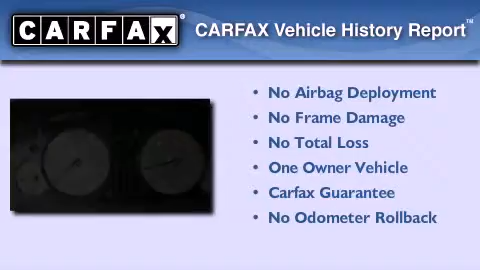 CARFAX® CARFAX Vehicle History Report™
• No Airbag Deployment
• No Frame Damage
• No Total Loss
• One Owner Vehicle
• Carfax Guarantee
• No Odometer Rollback